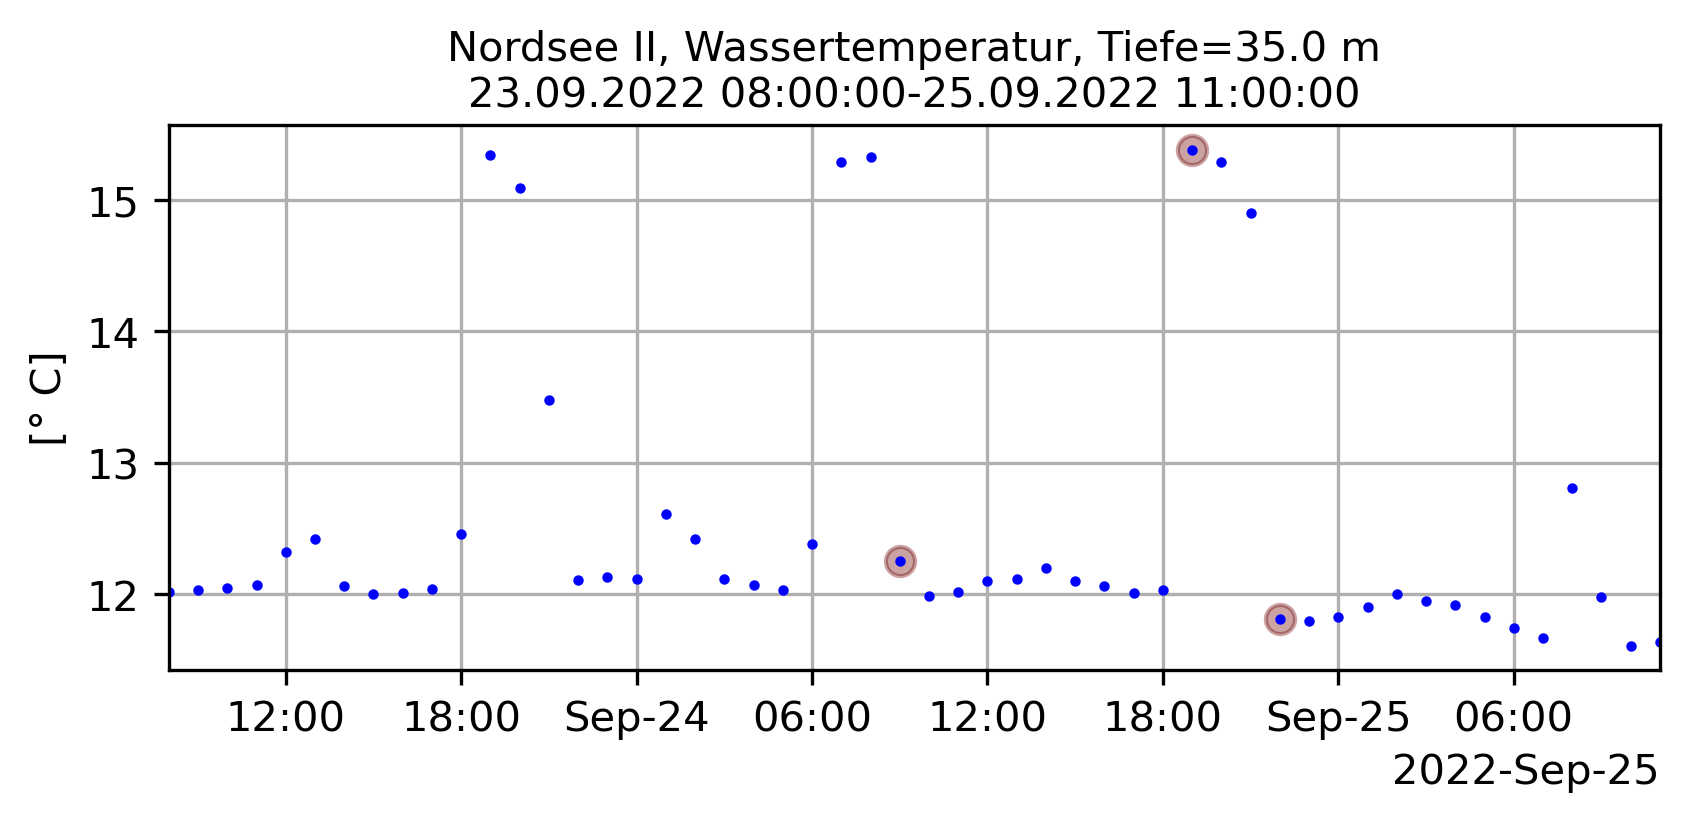 Nordsee II, Wassertemperatur, Tiefe=35.0 m
23.09.2022 08:00:00-25.09.2022 11:00:00
[° C]
15
14
13
12
12:00 18:00 Sep-24 06:00 12:00 18:00 Sep-25 06:00
2022-Sep-25